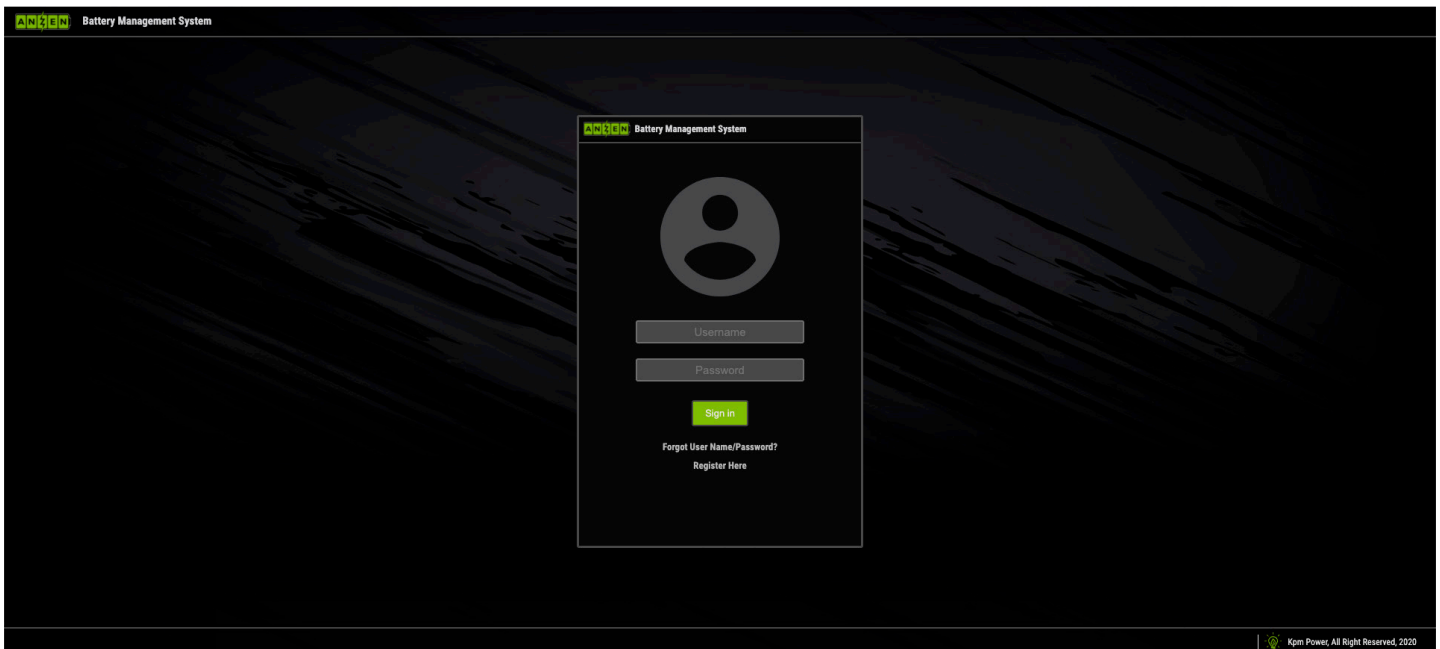 ANZEN Battery Management System
ANZEN Battery Management System
Username
Password
Sign in
Forgot User Name/Password?
Register Here
Kpm Power, All Right Reserved, 2020